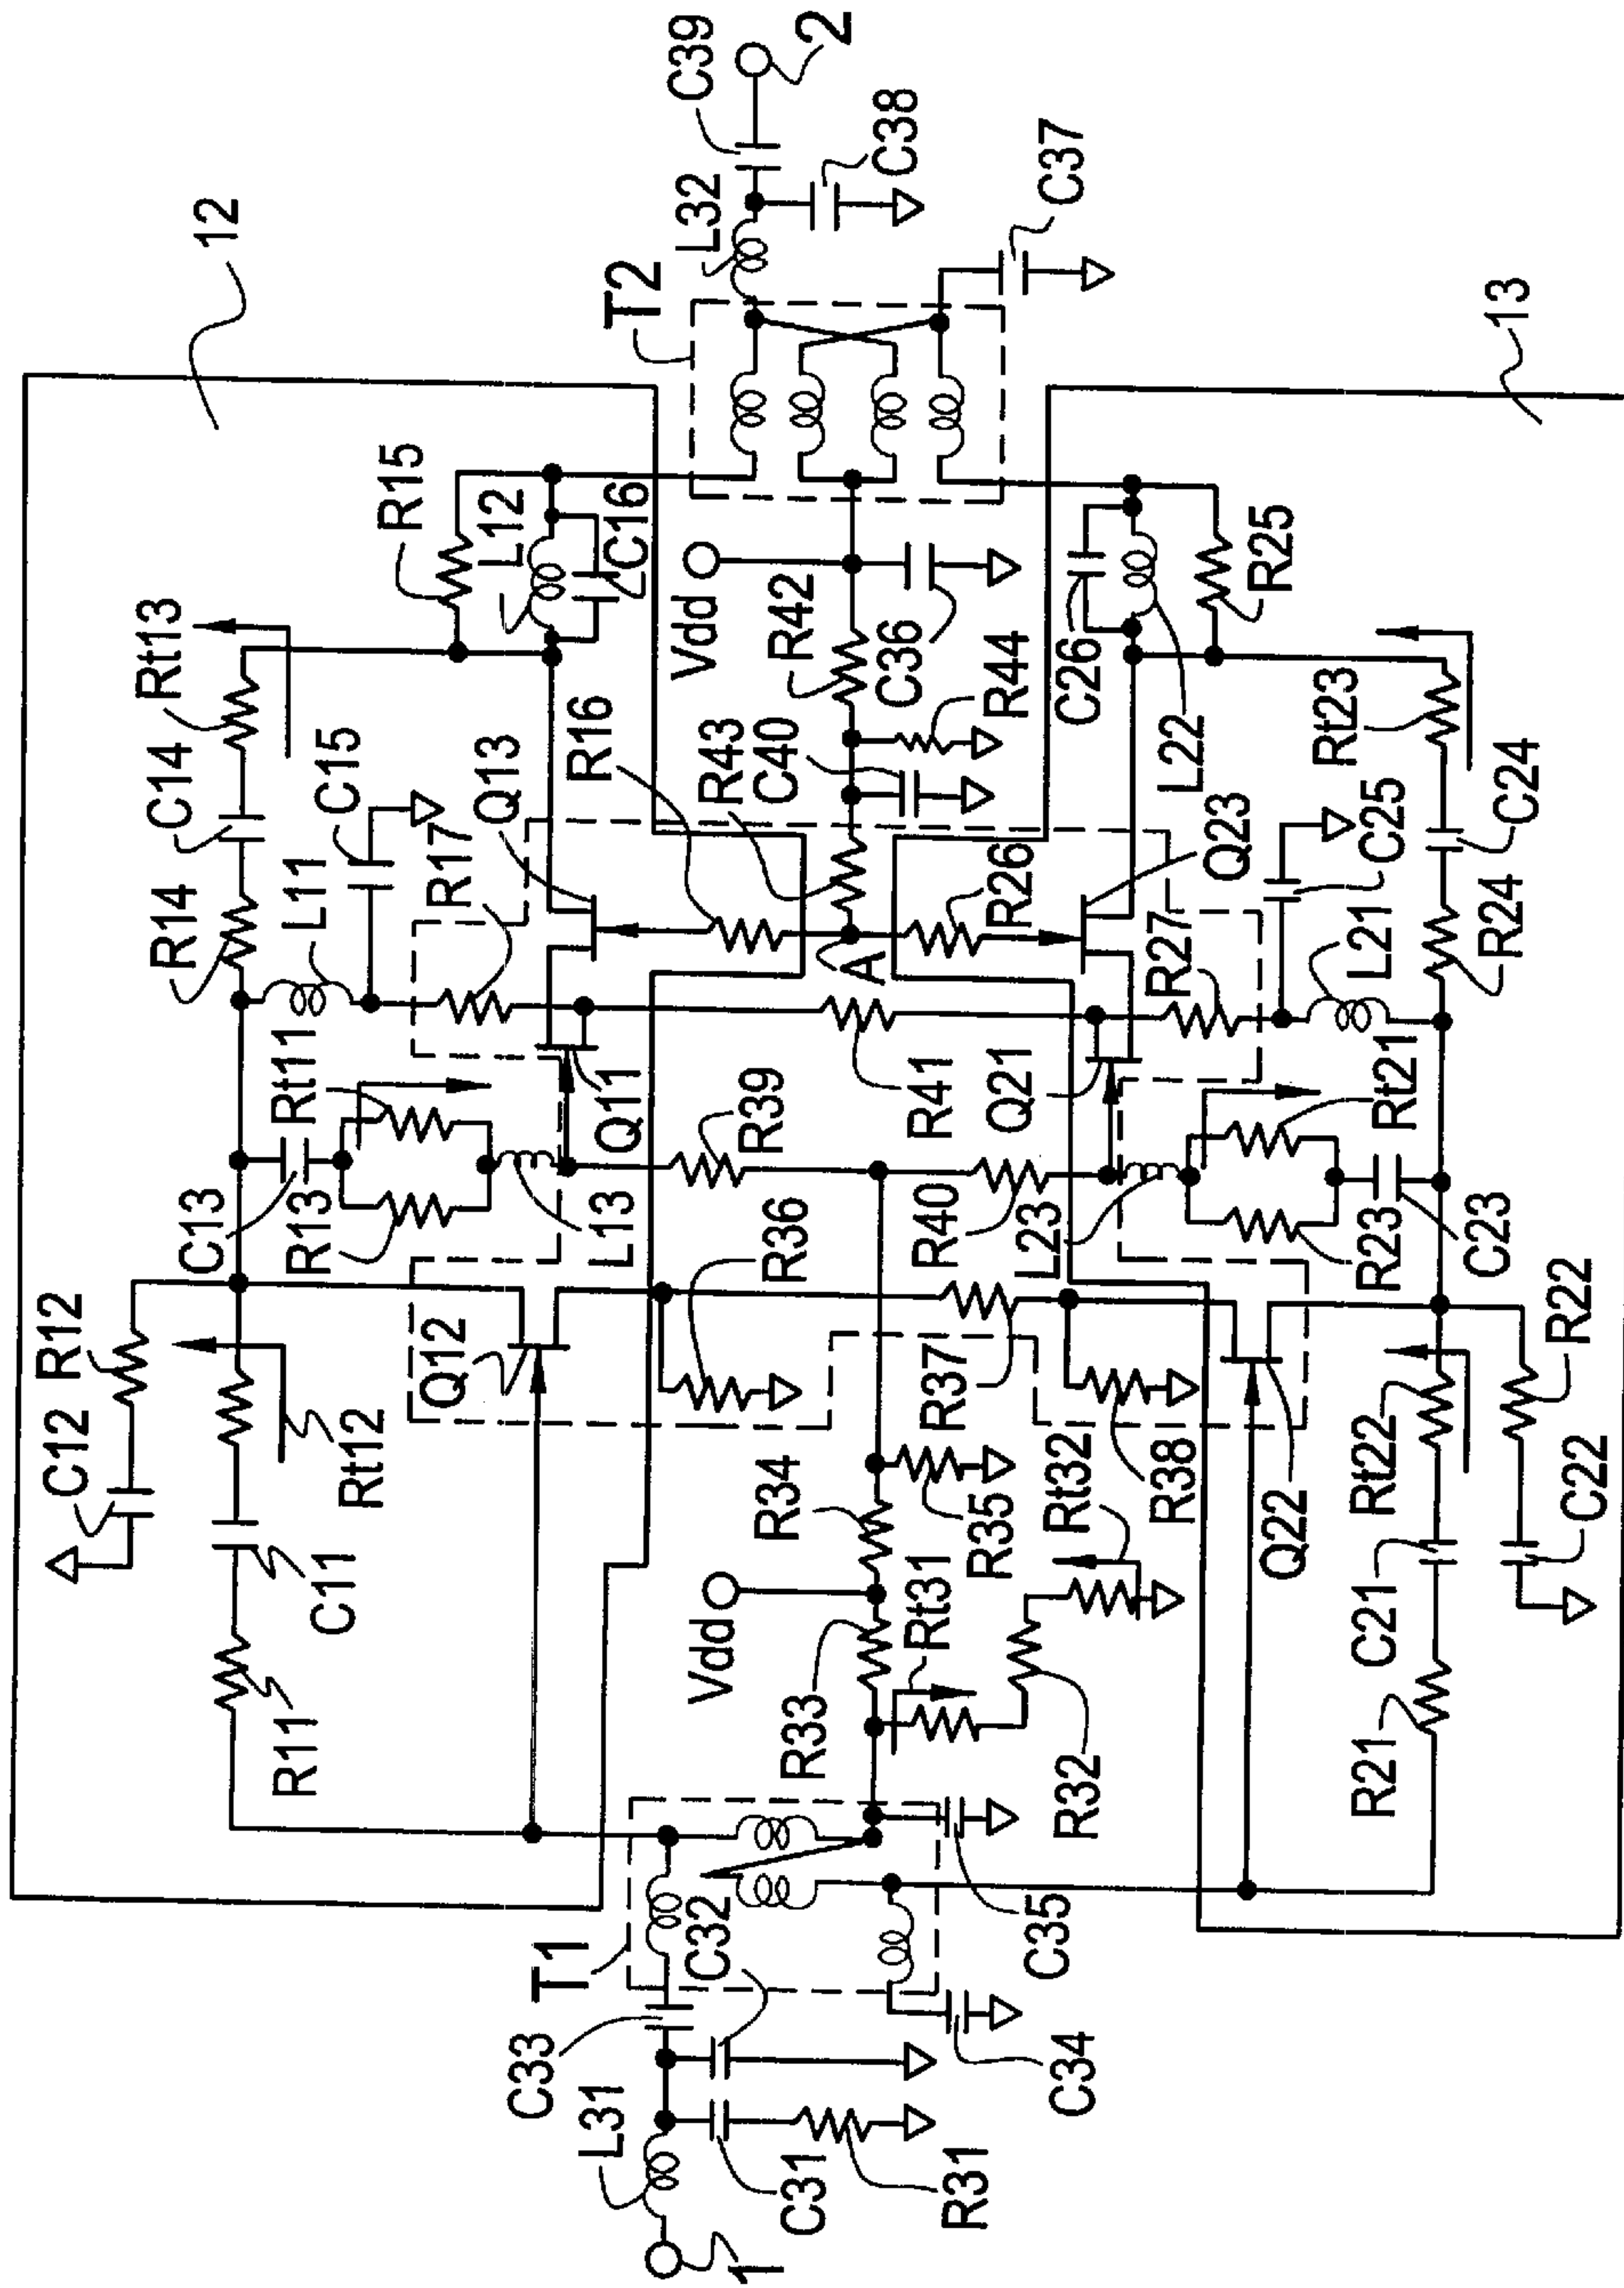 12
C12
R12
R11
C11
Rt12
C13
Rt11
R13
L13
Q12
Q11
R14
C14
Rt13
L11
C15
R17
Q13
R16
R15
L12
C16
T1
C33
C32
L31
1
C31
R31
C34
C35
Vdd
R33
R34
Rt31
R32
R35
Rt32
R36
R37
R38
R39
R40
R41
A
R43
C40
R42
R44
Vdd
C36
T2
L32
C39
2
C38
C37
13
Q21
L23
R23
C23
Rt21
Q22
Rt22
R22
C21
C22
R21
R26
R27
Q23
L21
C25
R24
C24
Rt23
C26
L22
R25